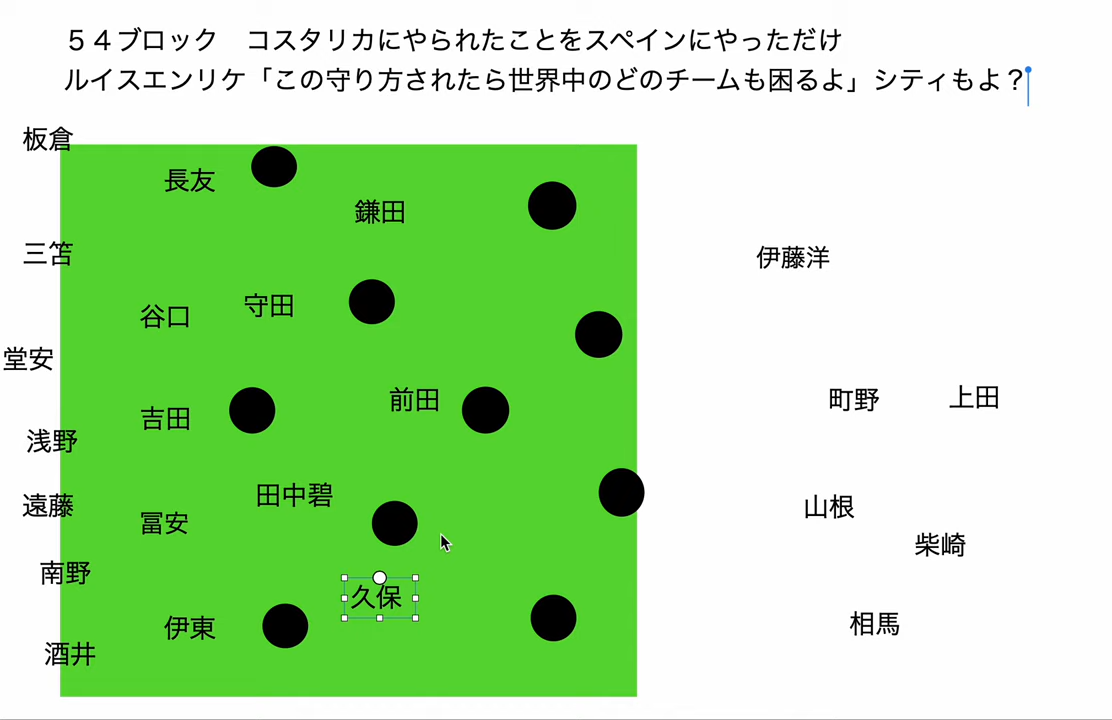 ５４ブロック　コスタリカにやられたことをスペインにやっただけ
ルイスエンリケ「この守り方されたら世界中のどのチームも困るよ」シティもよ？
板倉
長友
鎌田
三笘
伊藤洋
谷口
守田
堂安
前田
町野
上田
吉田
浅野
田中碧
遠藤
冨安
山根
柴崎
南野
久保
伊東
相馬
酒井